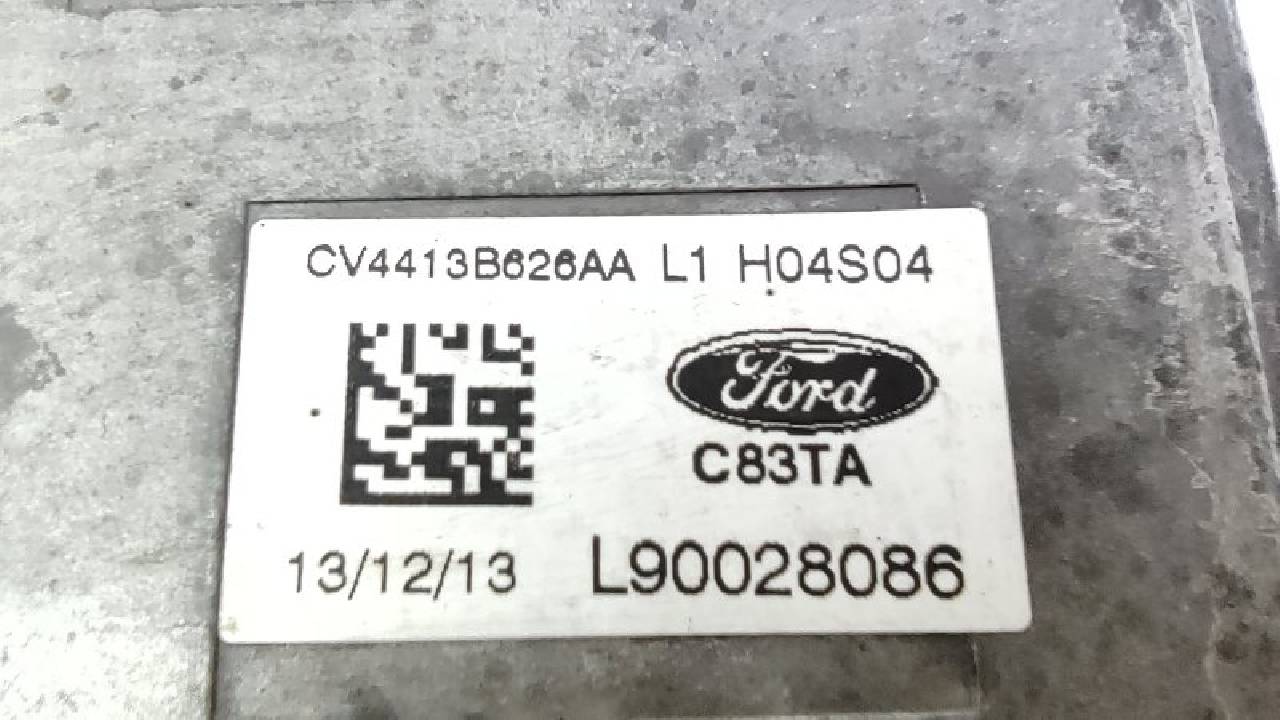 CV4413B626AA L1 H04S04
Ford
C83TA
13/12/13 L90028086